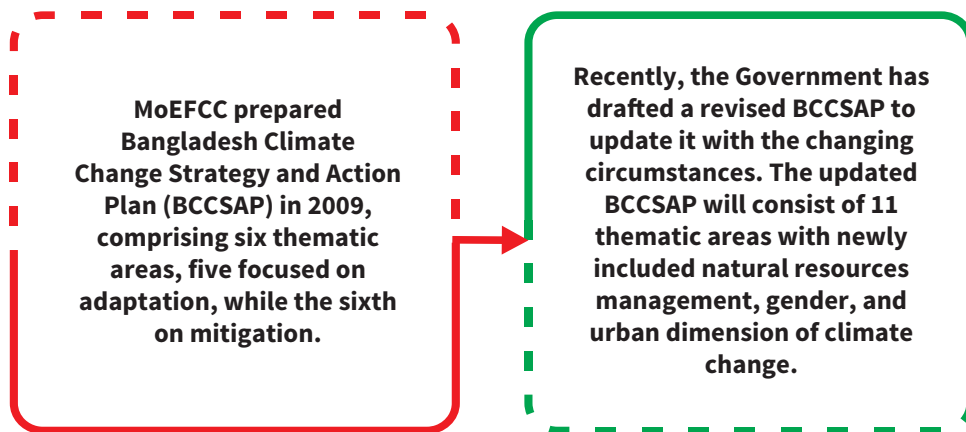 MoEFCC prepared
Bangladesh Climate
Change Strategy and Action
Plan (BCCSAP) in 2009,
comprising six thematic
areas, five focused on
adaptation, while the sixth
on mitigation.
Recently, the Government has
drafted a revised BCCSAP to
update it with the changing
circumstances. The updated
BCCSAP will consist of 11
thematic areas with newly
included natural resources
management, gender, and
urban dimension of climate
change.